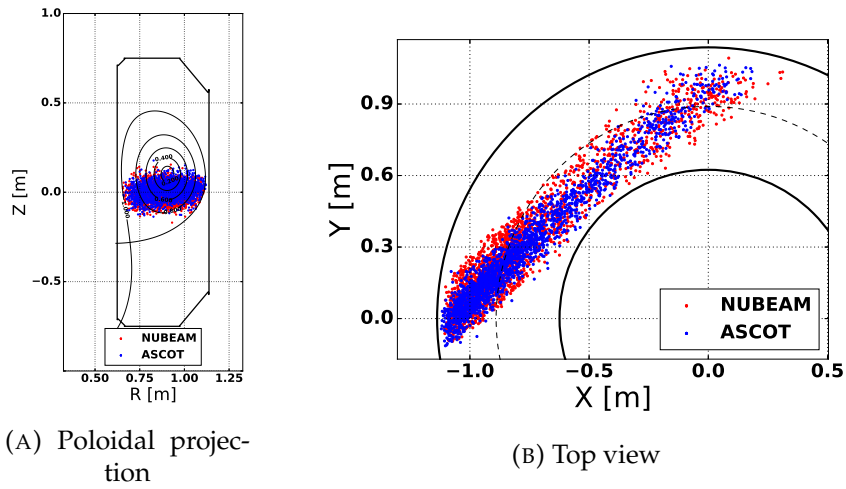 1.0
0.5
0.0
−0.5
Z [m]
0.400
NUBEAM
ASCOT
0.50 0.75 1.00 1.25
R [m]
(A) Poloidal projec-
tion
0.9
0.6
0.3
0.0
Y [m]
NUBEAM
ASCOT
−1.0 −0.5 0.0 0.5
X [m]
(B) Top view